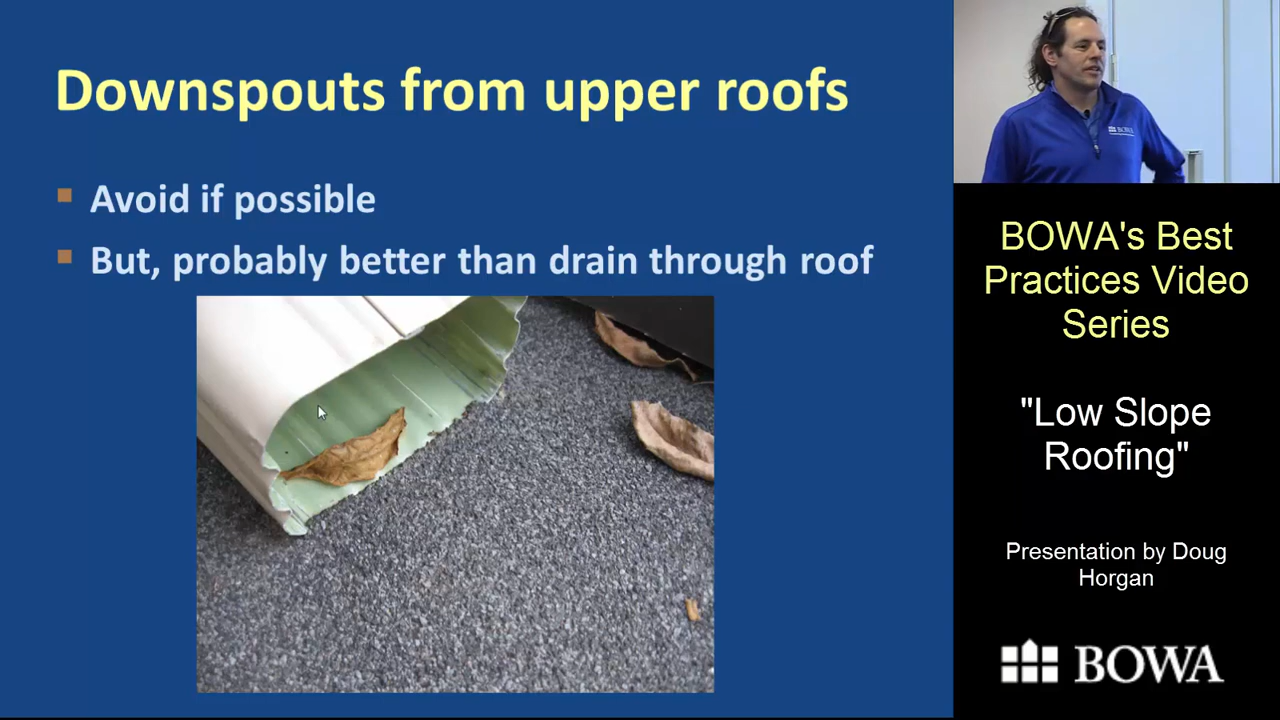 Downspouts from upper roofs
Avoid if possible
But, probably better than drain through roof
BOWA
BOWA's Best
Practices Video
Series
"Low Slope
Roofing"
Presentation by Doug
Horgan
BOWA